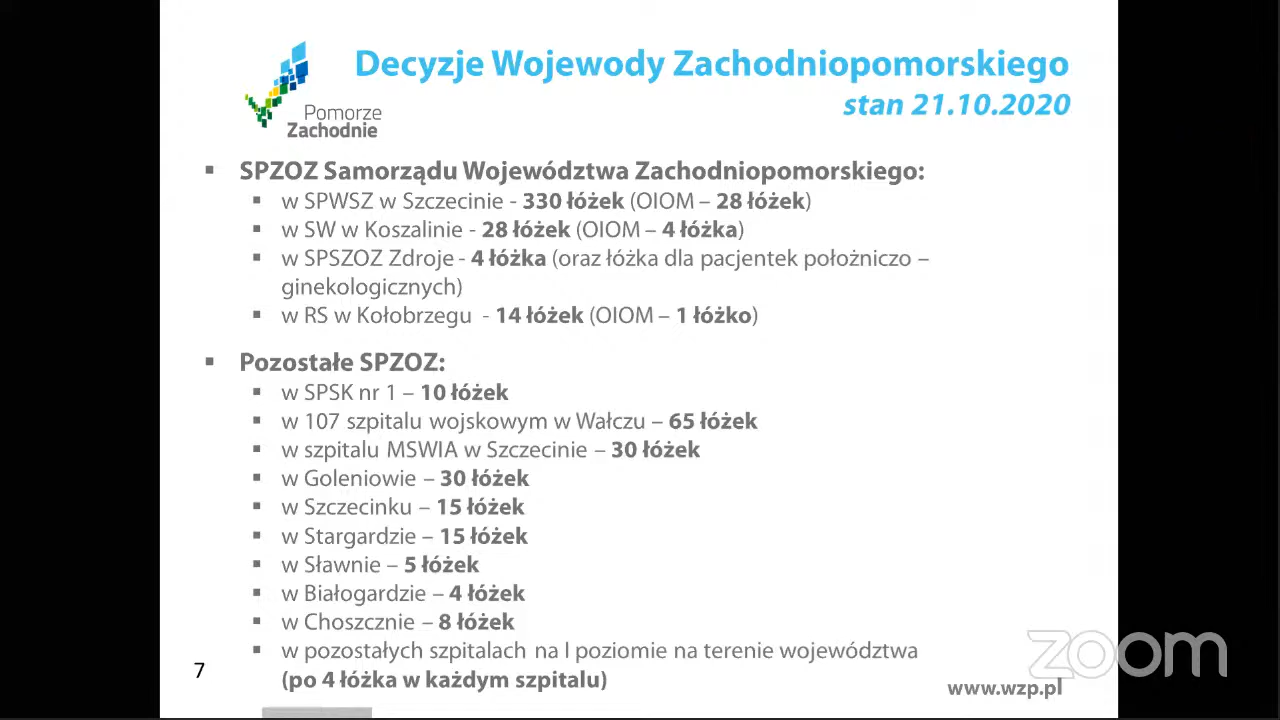 Decyzje Wojewody Zachodniopomorskiego
stan 21.10.2020
Pomorze
Zachodnie
▪ SPZOZ Samorządu Województwa Zachodniopomorskiego:
▪ w SPWSZ w Szczecinie - 330 łóżek (OIOM – 28 łóżek)
▪ w SW w Koszalinie - 28 łóżek (OIOM – 4 łóżka)
▪ w SPSZOZ Zdroje - 4 łóżka (oraz łóżka dla pacjentek położniczo –
ginekologicznych)
▪ w RS w Kołobrzegu - 14 łóżek (OIOM – 1 łóżko)
▪ Pozostałe SPZOZ:
▪ w SPSK nr 1 – 10 łóżek
▪ w 107 szpitalu wojskowym w Wałczu – 65 łóżek
▪ w szpitalu MSWIA w Szczecinie – 30 łóżek
▪ w Goleniowie – 30 łóżek
▪ w Szczecinku – 15 łóżek
▪ w Stargardzie – 15 łóżek
▪ w Sławnie – 5 łóżek
▪ w Białogardzie – 4 łóżek
▪ w Choszcznie – 8 łóżek
▪ w pozostałych szpitalach na I poziomie na terenie województwa
(po 4 łóżka w każdym szpitalu)
7
www.wzp.pl
zoom